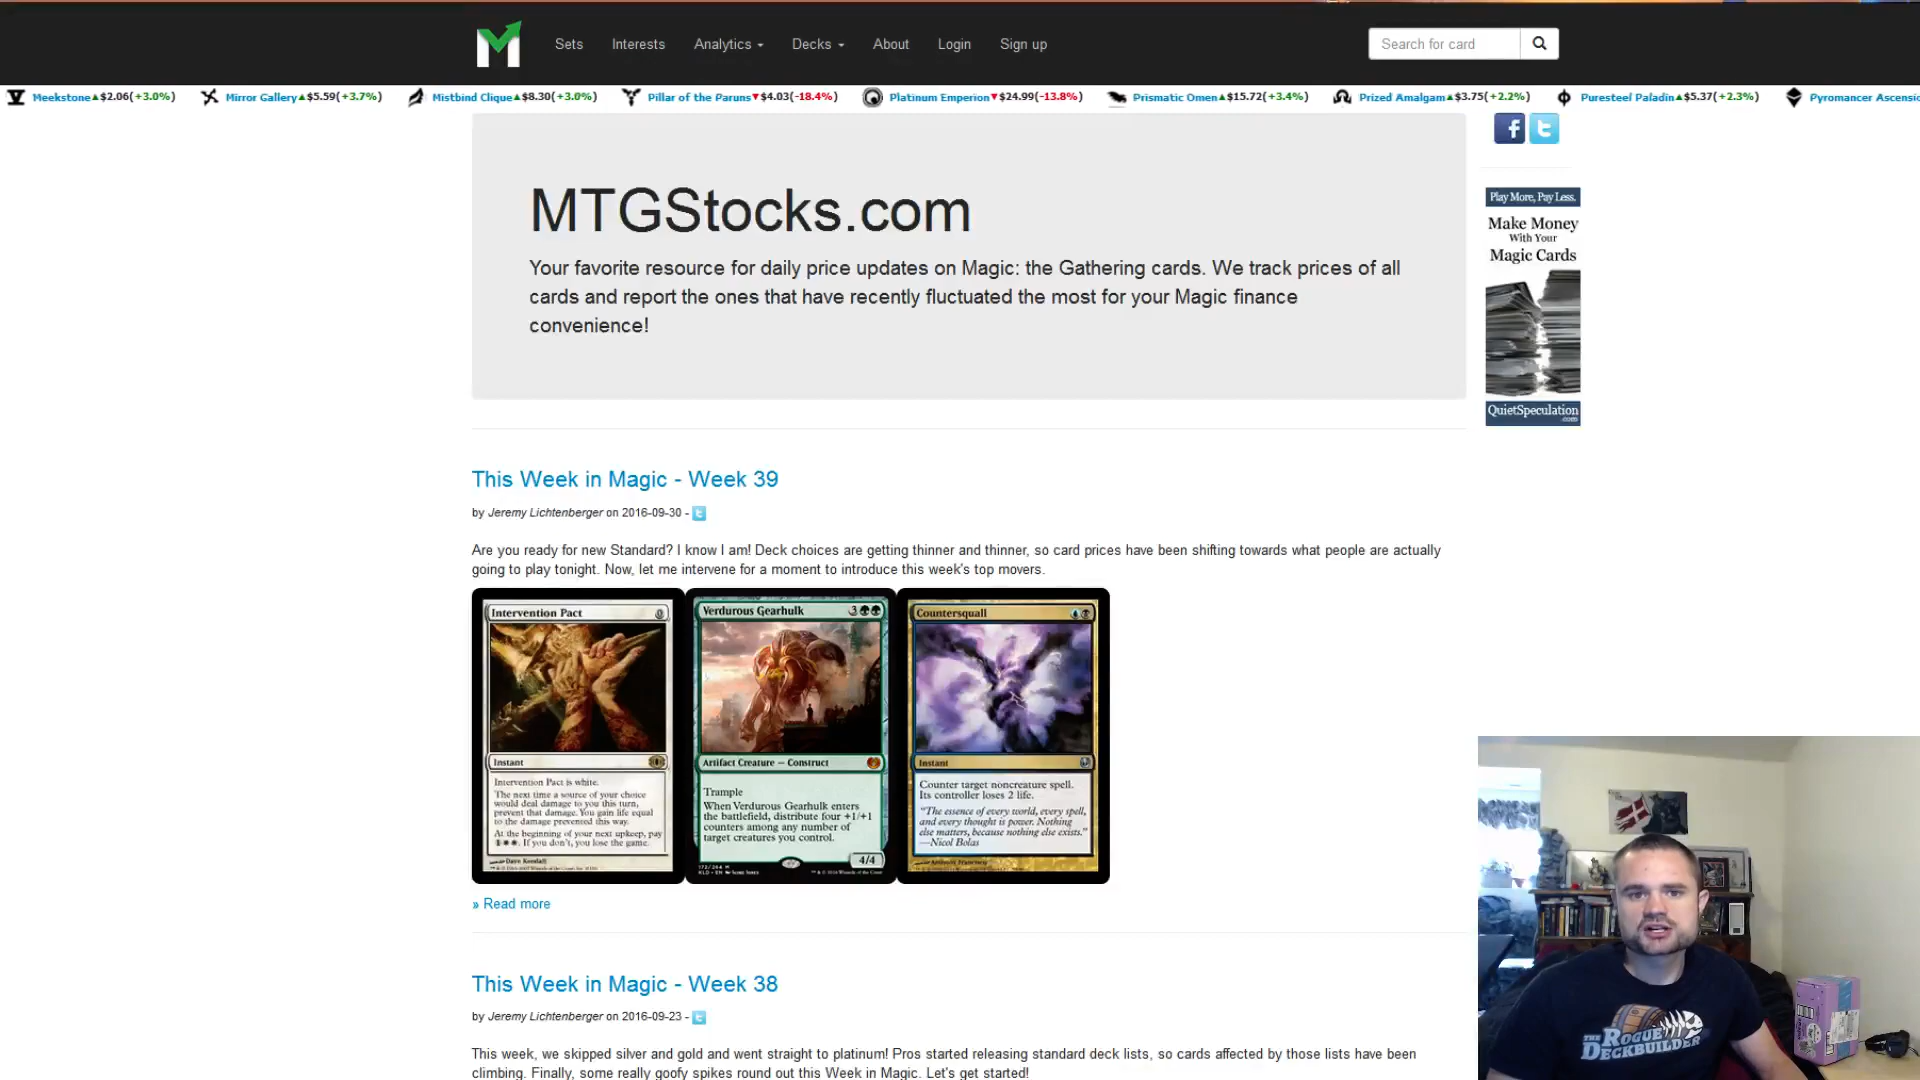 Sets Interests Analytics Decks About Login Sign up Search for card
Meekstone▲$2.06(+3.0%) Mirror Gallery▲$5.59(+3.7%) Mistbind Clique▲$8.30(+3.0%) Pillar of the Paruns▼$4.03(-18.4%) Platinum Emperion▼$24.99(-13.8%) Prismatic Omen▲$15.72(+3.4%) Prized Amalgam▲$3.75(+2.2%) Puresteel Paladin▲$5.37(+2.3%) Pyromancer Ascensio
MTGStocks.com
Your favorite resource for daily price updates on Magic: the Gathering cards. We track prices of all
cards and report the ones that have recently fluctuated the most for your Magic finance
convenience!
Play More, Pay Less.
Make Money
With Your
Magic Cards
QuietSpeculation
.com
This Week in Magic - Week 39
by Jeremy Lichtenberger on 2016-09-30 -
Are you ready for new Standard? I know I am! Deck choices are getting thinner and thinner, so card prices have been shifting towards what people are actually
going to play tonight. Now, let me intervene for a moment to introduce this week's top movers.
Intervention Pact 0
Instant
Intervention Pact is white.
The next time a source of your choice
would deal damage to you this turn,
prevent that damage. You gain life equal
to the damage prevented this way.
At the beginning of your next upkeep, pay
1. If you don't, you lose the game.
Dave Kendall
Verdurous Gearhulk 3
Artifact Creature — Construct
Trample
When Verdurous Gearhulk enters
the battlefield, distribute four +1/+1
counters among any number of
target creatures you control.
4/4
Countersquall
Instant
Counter target noncreature spell.
Its controller loses 2 life.
"The essence of every world, every spell,
and every thought is power. Nothing
else matters, because nothing else exists."
—Nicol Bolas
» Read more
This Week in Magic - Week 38
by Jeremy Lichtenberger on 2016-09-23 -
This week, we skipped silver and gold and went straight to platinum! Pros started releasing standard deck lists, so cards affected by those lists have been
climbing. Finally, some really goofy spikes round out this Week in Magic. Let's get started!
THE ROGUE
DECKBUILDER